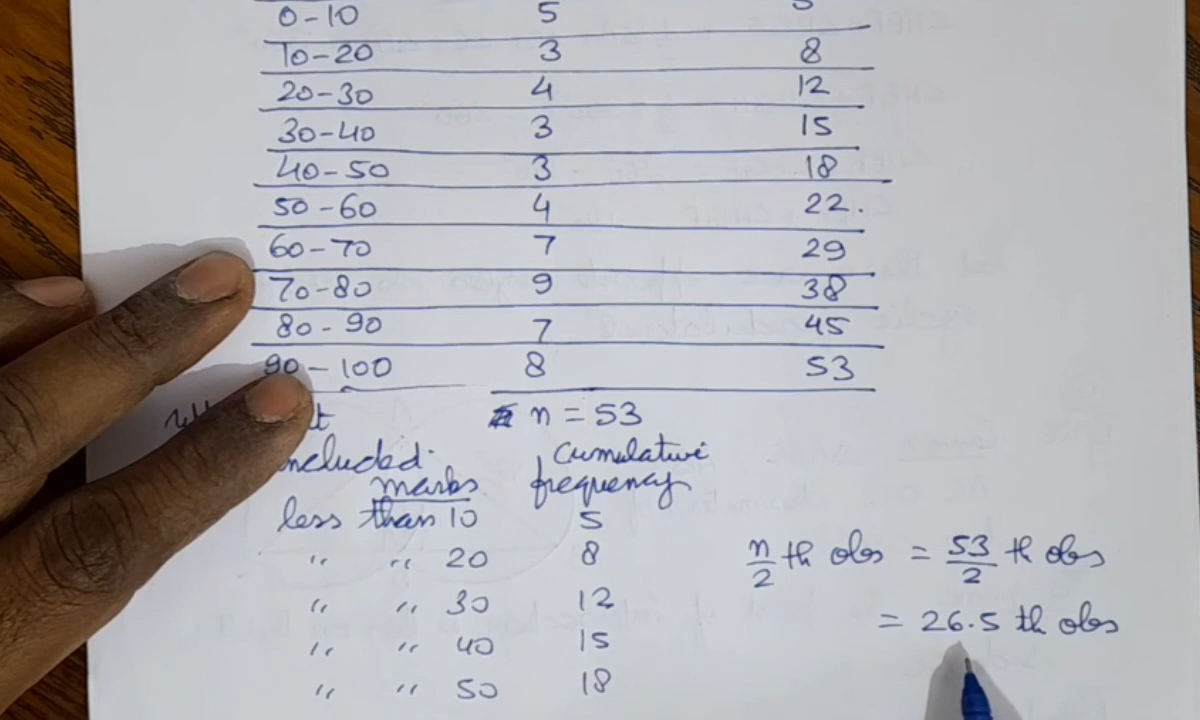 0-10 5 5
10-20 3 8
20-30 4 12
30-40 3 15
40-50 3 18
50-60 4 22.
60-70 7 29
70-80 9 38
80-90 7 45
90-100 8 53
n = 53
included. cumulative
marks frequency
less than 10 5
" " 20 8
" " 30 12
" " 40 15
" " 50 18
n/2 th obs = 53/2 th obs
= 26.5 th obs